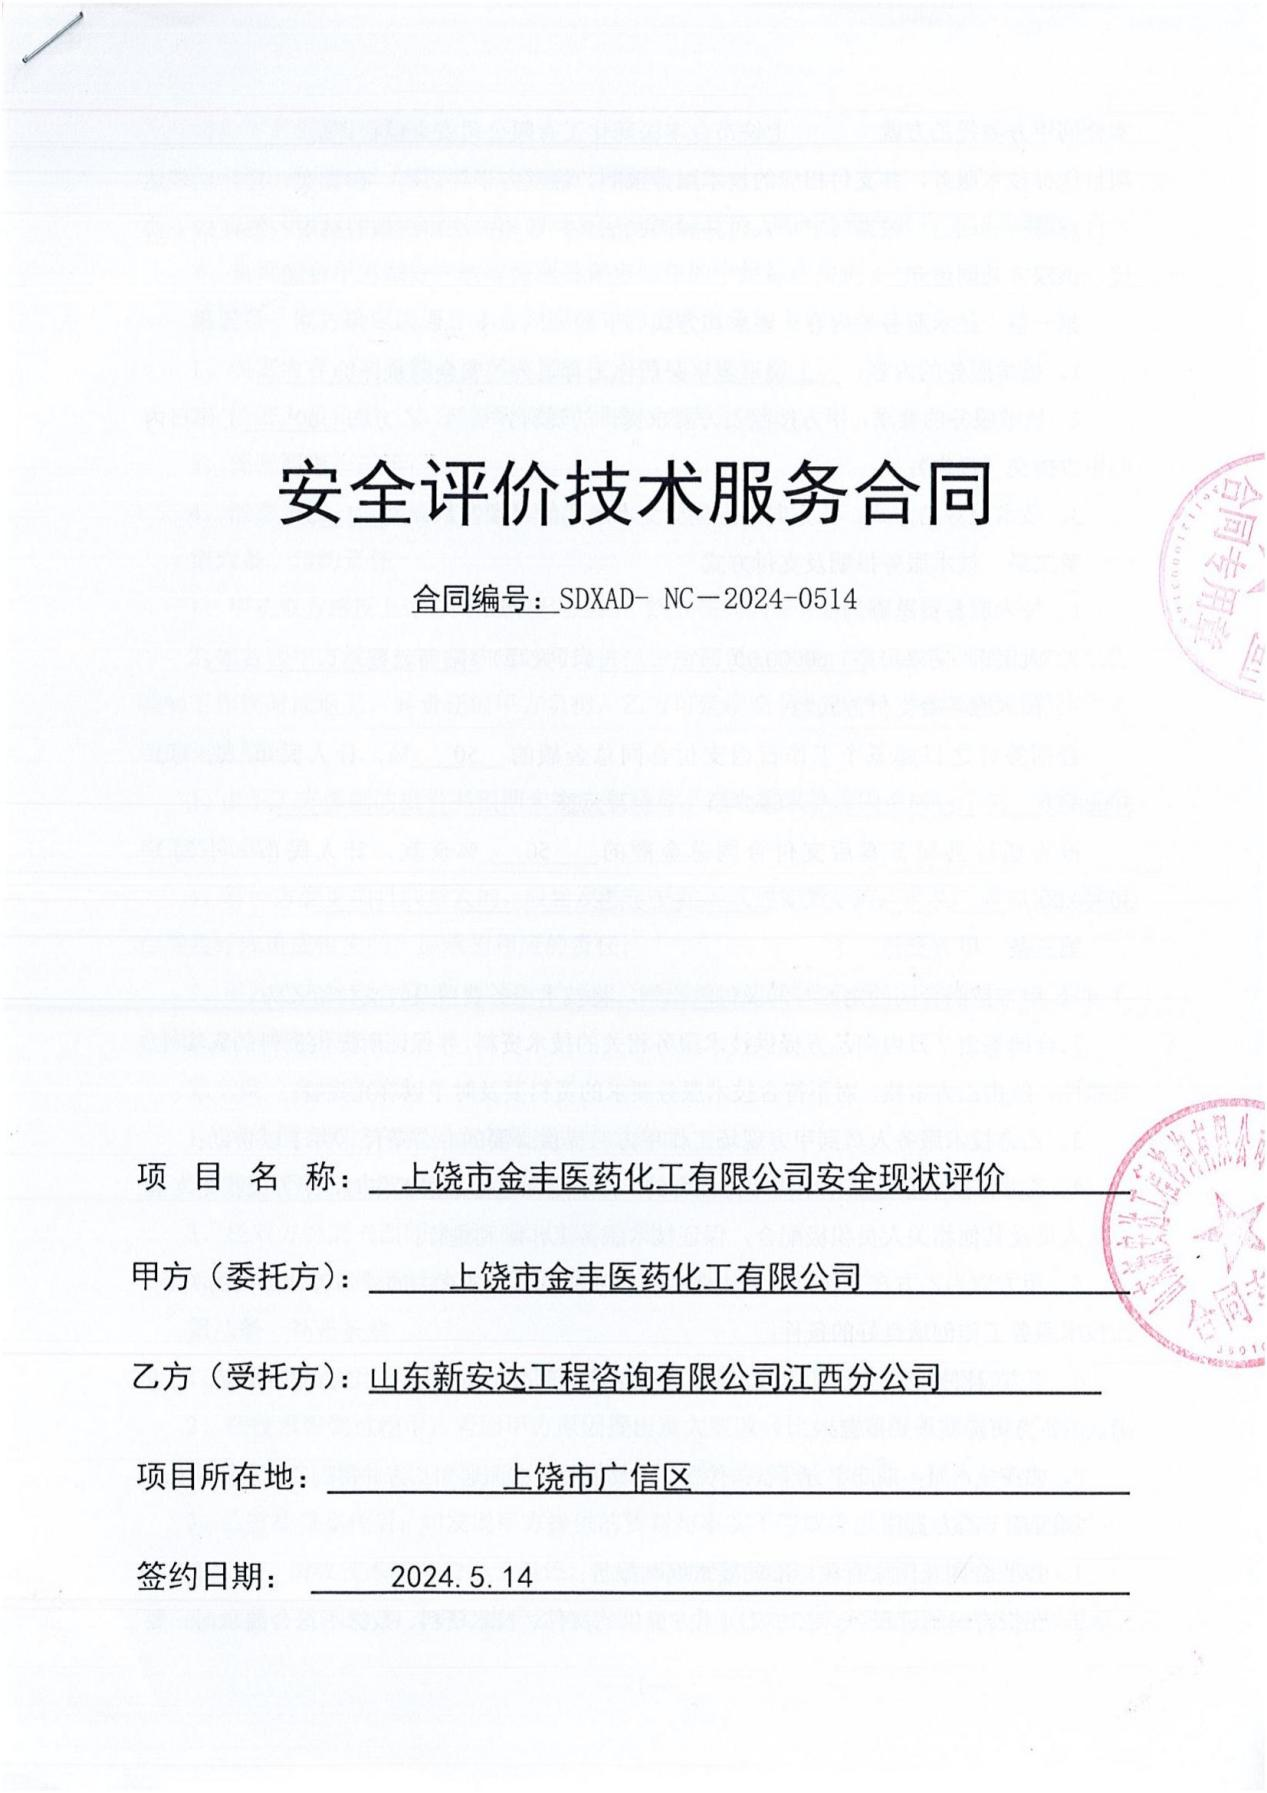 安全评价技术服务合同
合同编号：SDXAD- NC－2024-0514
合同专用章
项 目 名 称： 上饶市金丰医药化工有限公司安全现状评价
甲方（委托方）： 上饶市金丰医药化工有限公司
乙方（受托方）：山东新安达工程咨询有限公司江西分公司
项目所在地： 上饶市广信区
签约日期： 2024.5.14